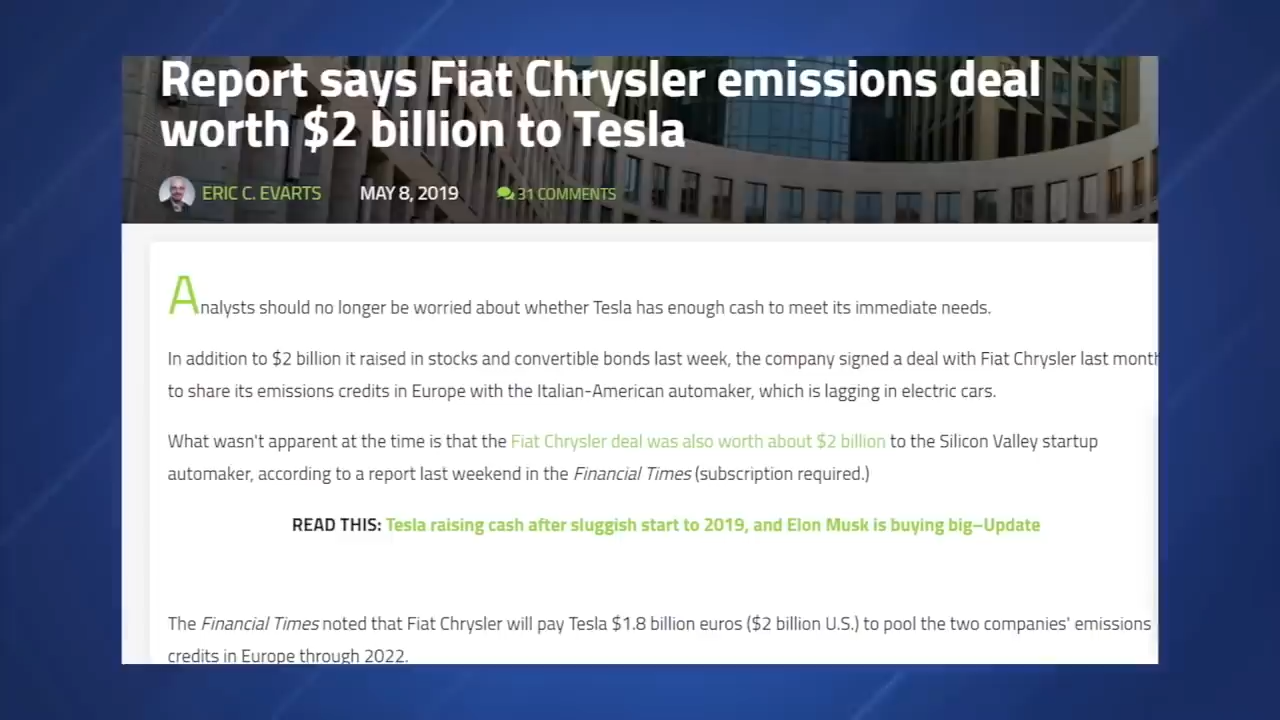 Report says Fiat Chrysler emissions deal
worth $2 billion to Tesla
ERIC C. EVARTS MAY 8, 2019 31 COMMENTS
Analysts should no longer be worried about whether Tesla has enough cash to meet its immediate needs.
In addition to $2 billion it raised in stocks and convertible bonds last week, the company signed a deal with Fiat Chrysler last month
to share its emissions credits in Europe with the Italian-American automaker, which is lagging in electric cars.
What wasn't apparent at the time is that the Fiat Chrysler deal was also worth about $2 billion to the Silicon Valley startup
automaker, according to a report last weekend in the Financial Times (subscription required.)
READ THIS: Tesla raising cash after sluggish start to 2019, and Elon Musk is buying big–Update
The Financial Times noted that Fiat Chrysler will pay Tesla $1.8 billion euros ($2 billion U.S.) to pool the two companies' emissions
credits in Europe through 2022.